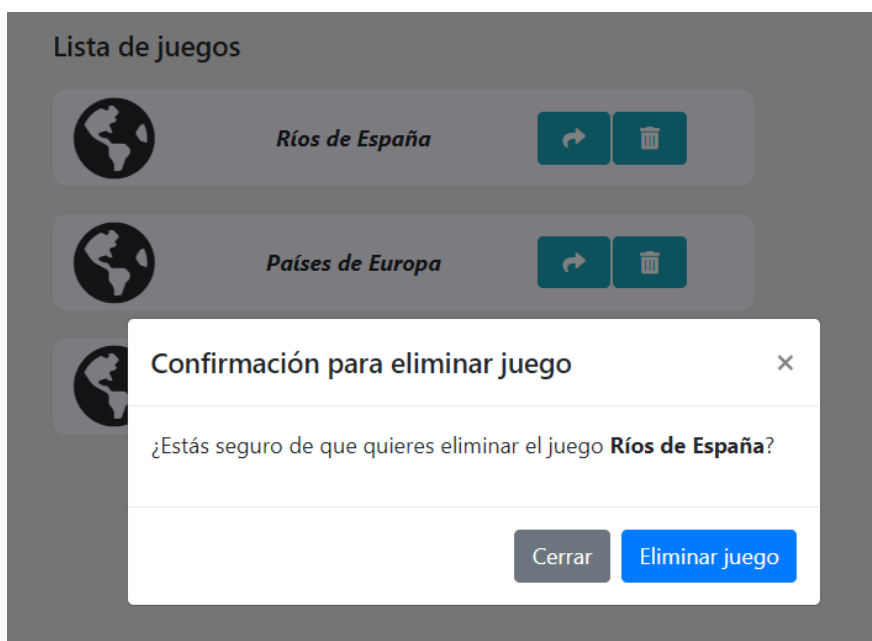 Lista de juegos
Ríos de España
Países de Europa
Confirmación para eliminar juego
×
¿Estás seguro de que quieres eliminar el juego Ríos de España?
Cerrar
Eliminar juego